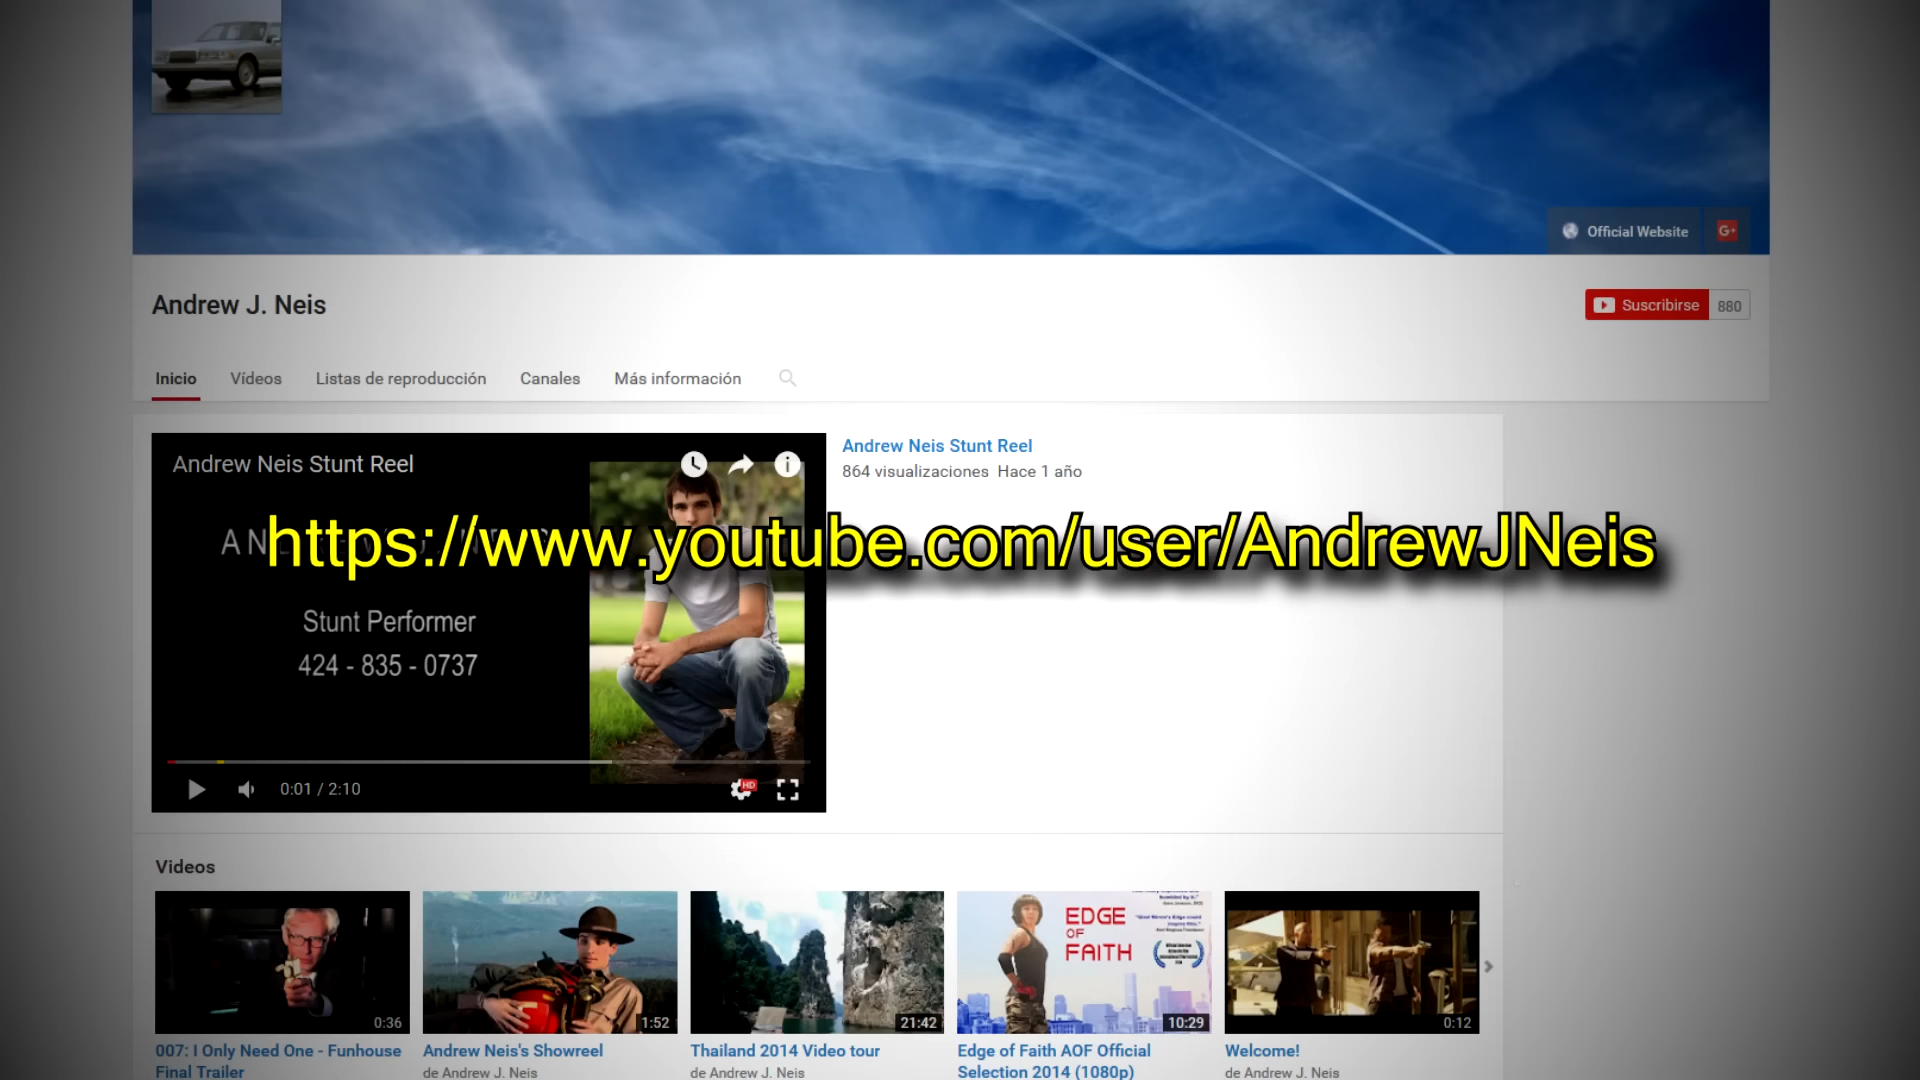 Official Website
G+
Andrew J. Neis
Suscribirse 880
Inicio Vídeos Listas de reproducción Canales Más información
Andrew Neis Stunt Reel
Andrew Neis Stunt Reel
864 visualizaciones Hace 1 año
https://www.youtube.com/user/AndrewJNeis
Stunt Performer
424 - 835 - 0737
0:01 / 2:10
HD
Videos
EDGE
OF
FAITH
0:36
1:52
21:42
10:29
0:12
007: I Only Need One - Funhouse
Final Trailer
Andrew Neis's Showreel
de Andrew J. Neis
Thailand 2014 Video tour
de Andrew J. Neis
Edge of Faith AOF Official
Selection 2014 (1080p)
Welcome!
de Andrew J. Neis